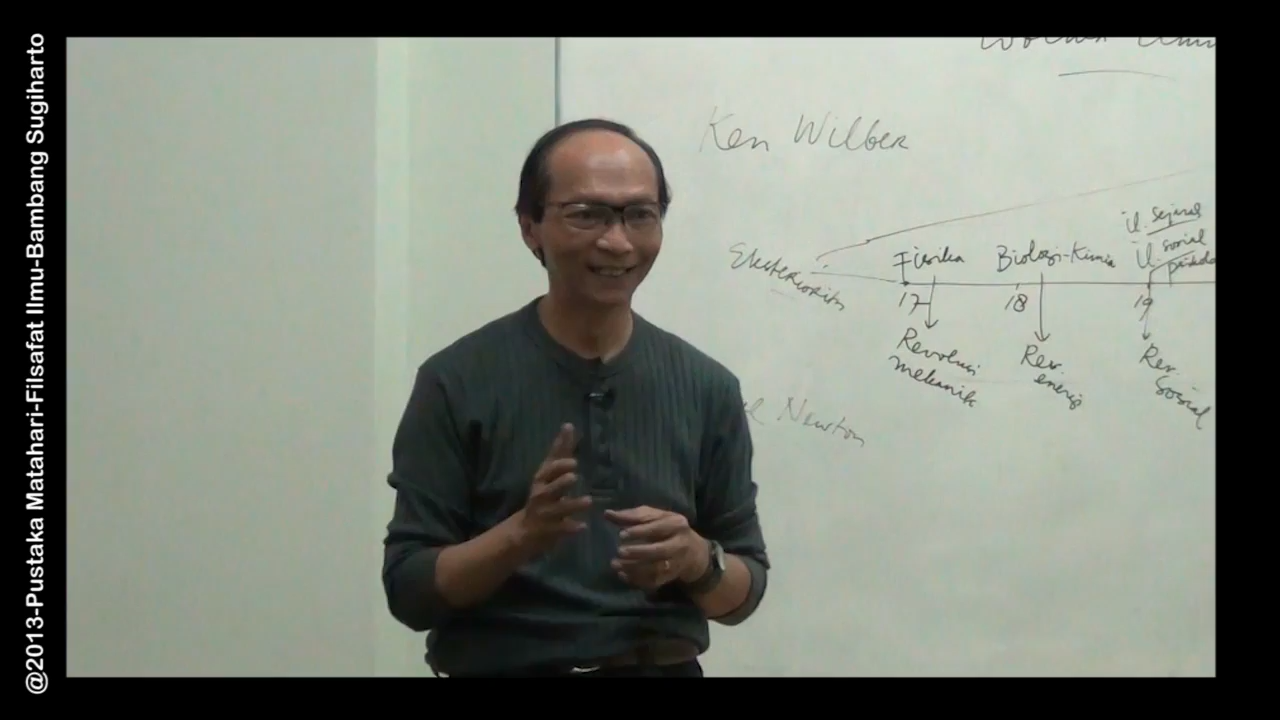 @2013-Pustaka Matahari-Filsafat Ilmu-Bambang Sugiharto
Ken Wilber
il. sejarah
il. sosial
Eksterioritas
Fisika
Biologi-Kimia
17
18
19
Revolusi
mekanik
Rev.
energi
Rev.
Sosial
Newton